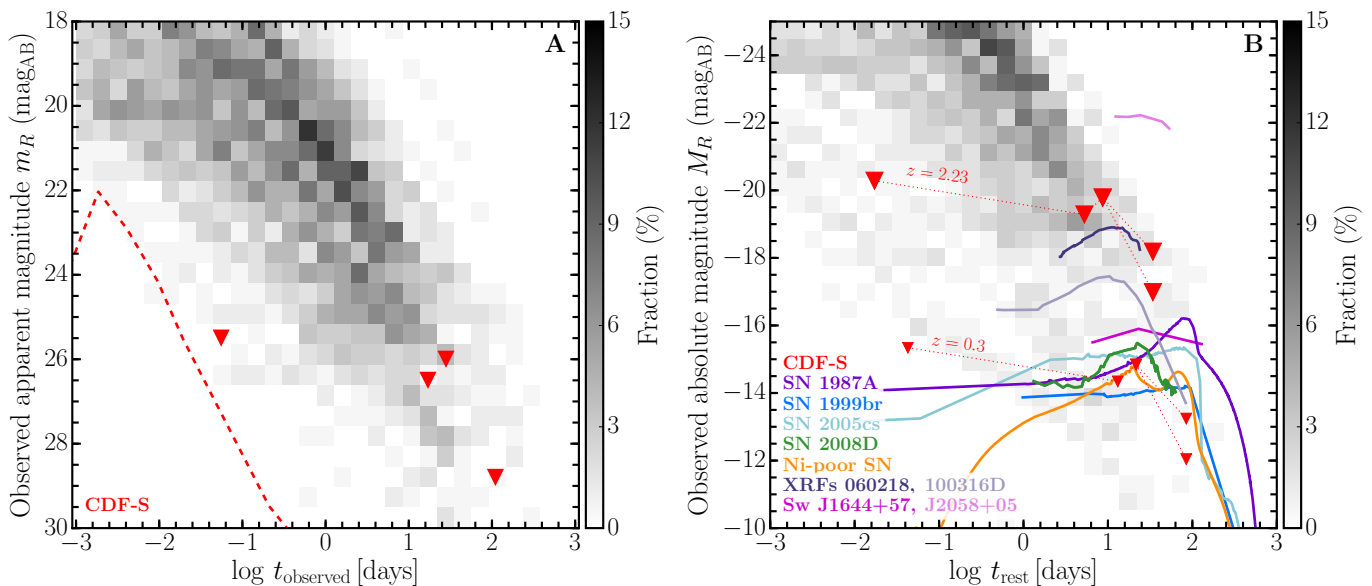 A
18
20
22
24
26
28
30
Observed apparent magnitude m_R (mag_AB)
CDF-S
−3 −2 −1 0 1 2 3
log t_observed [days]
15
12
9
6
3
0
Fraction (%)
B
−24
−22
−20
−18
−16
−14
−12
−10
Observed absolute magnitude M_R (mag_AB)
z = 2.23
z = 0.3
CDF-S
SN 1987A
SN 1999br
SN 2005cs
SN 2008D
Ni-poor SN
XRFs 060218, 100316D
Sw J1644+57, J2058+05
−3 −2 −1 0 1 2 3
log t_rest [days]
15
12
9
6
3
0
Fraction (%)